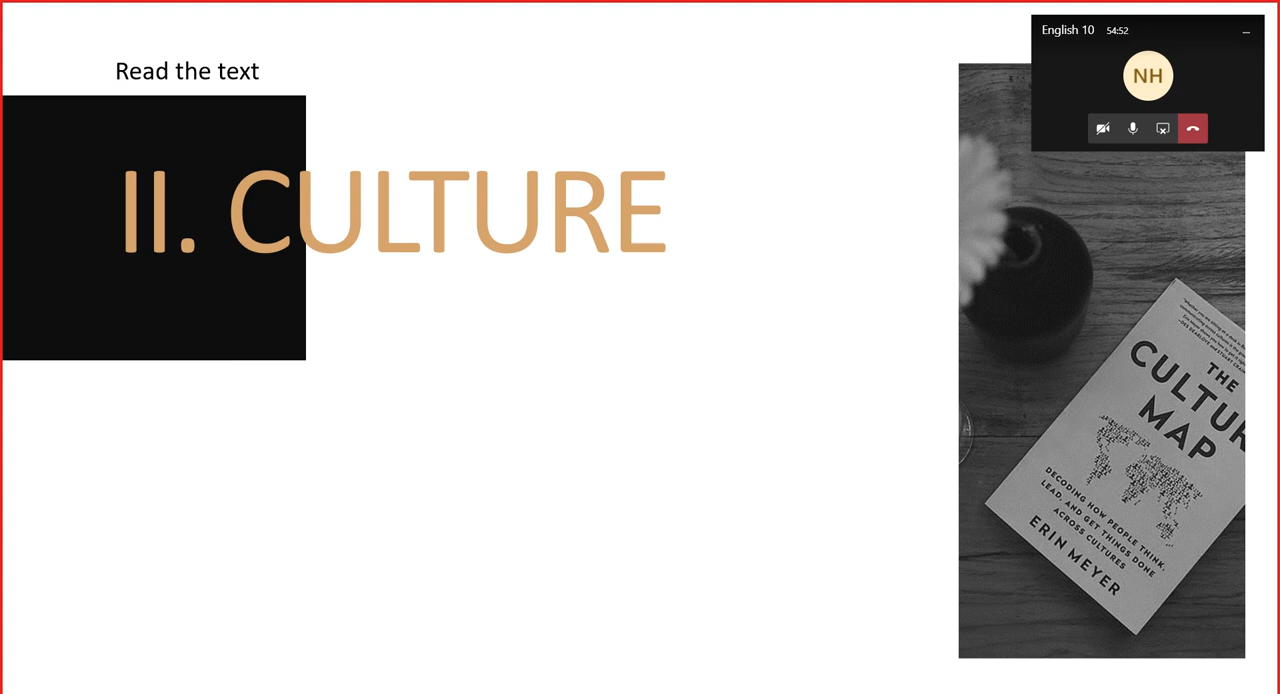 Read the text
II. CULTURE
English 10 54:52
NH
THE
CULTUR
MAP
DECODING HOW PEOPLE THINK,
LEAD, AND GET THINGS DONE
ACROSS CULTURES
ERIN MEYER